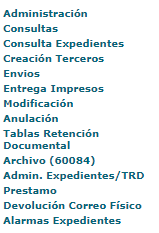 Administración
Consultas
Consulta Expedientes
Creación Terceros
Envios
Entrega Impresos
Modificación
Anulación
Tablas Retención
Documental
Archivo (60084)
Admin. Expedientes/TRD
Prestamo
Devolución Correo Físico
Alarmas Expedientes